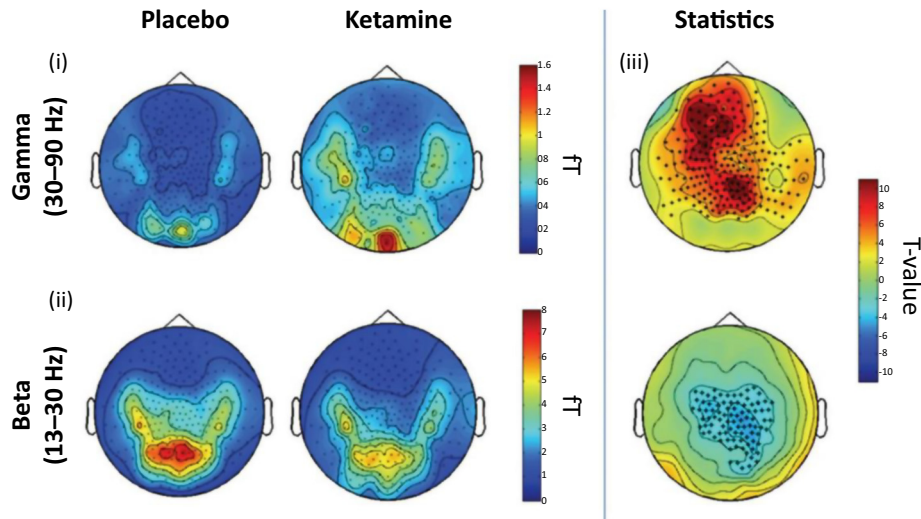 Placebo
Ketamine
Statistics
(i)
Gamma
(30–90 Hz)
1.6
1.4
1.2
1
08
06
04
02
0
fT
(iii)
(ii)
Beta
(13–30 Hz)
8
7
6
5
4
3
2
1
0
fT
10
8
6
4
2
0
-2
-4
-6
-8
-10
T-value